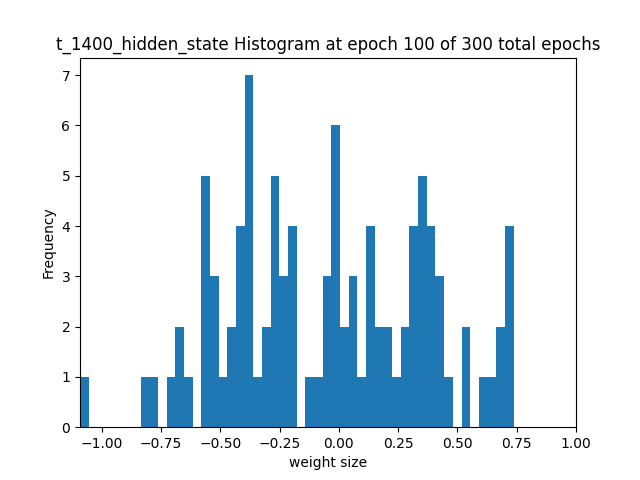 t_1400_hidden_state Histogram at epoch 100 of 300 total epochs
7
6
5
4
3
2
1
0
Frequency
−1.00 −0.75 −0.50 −0.25 0.00 0.25 0.50 0.75 1.00
weight size